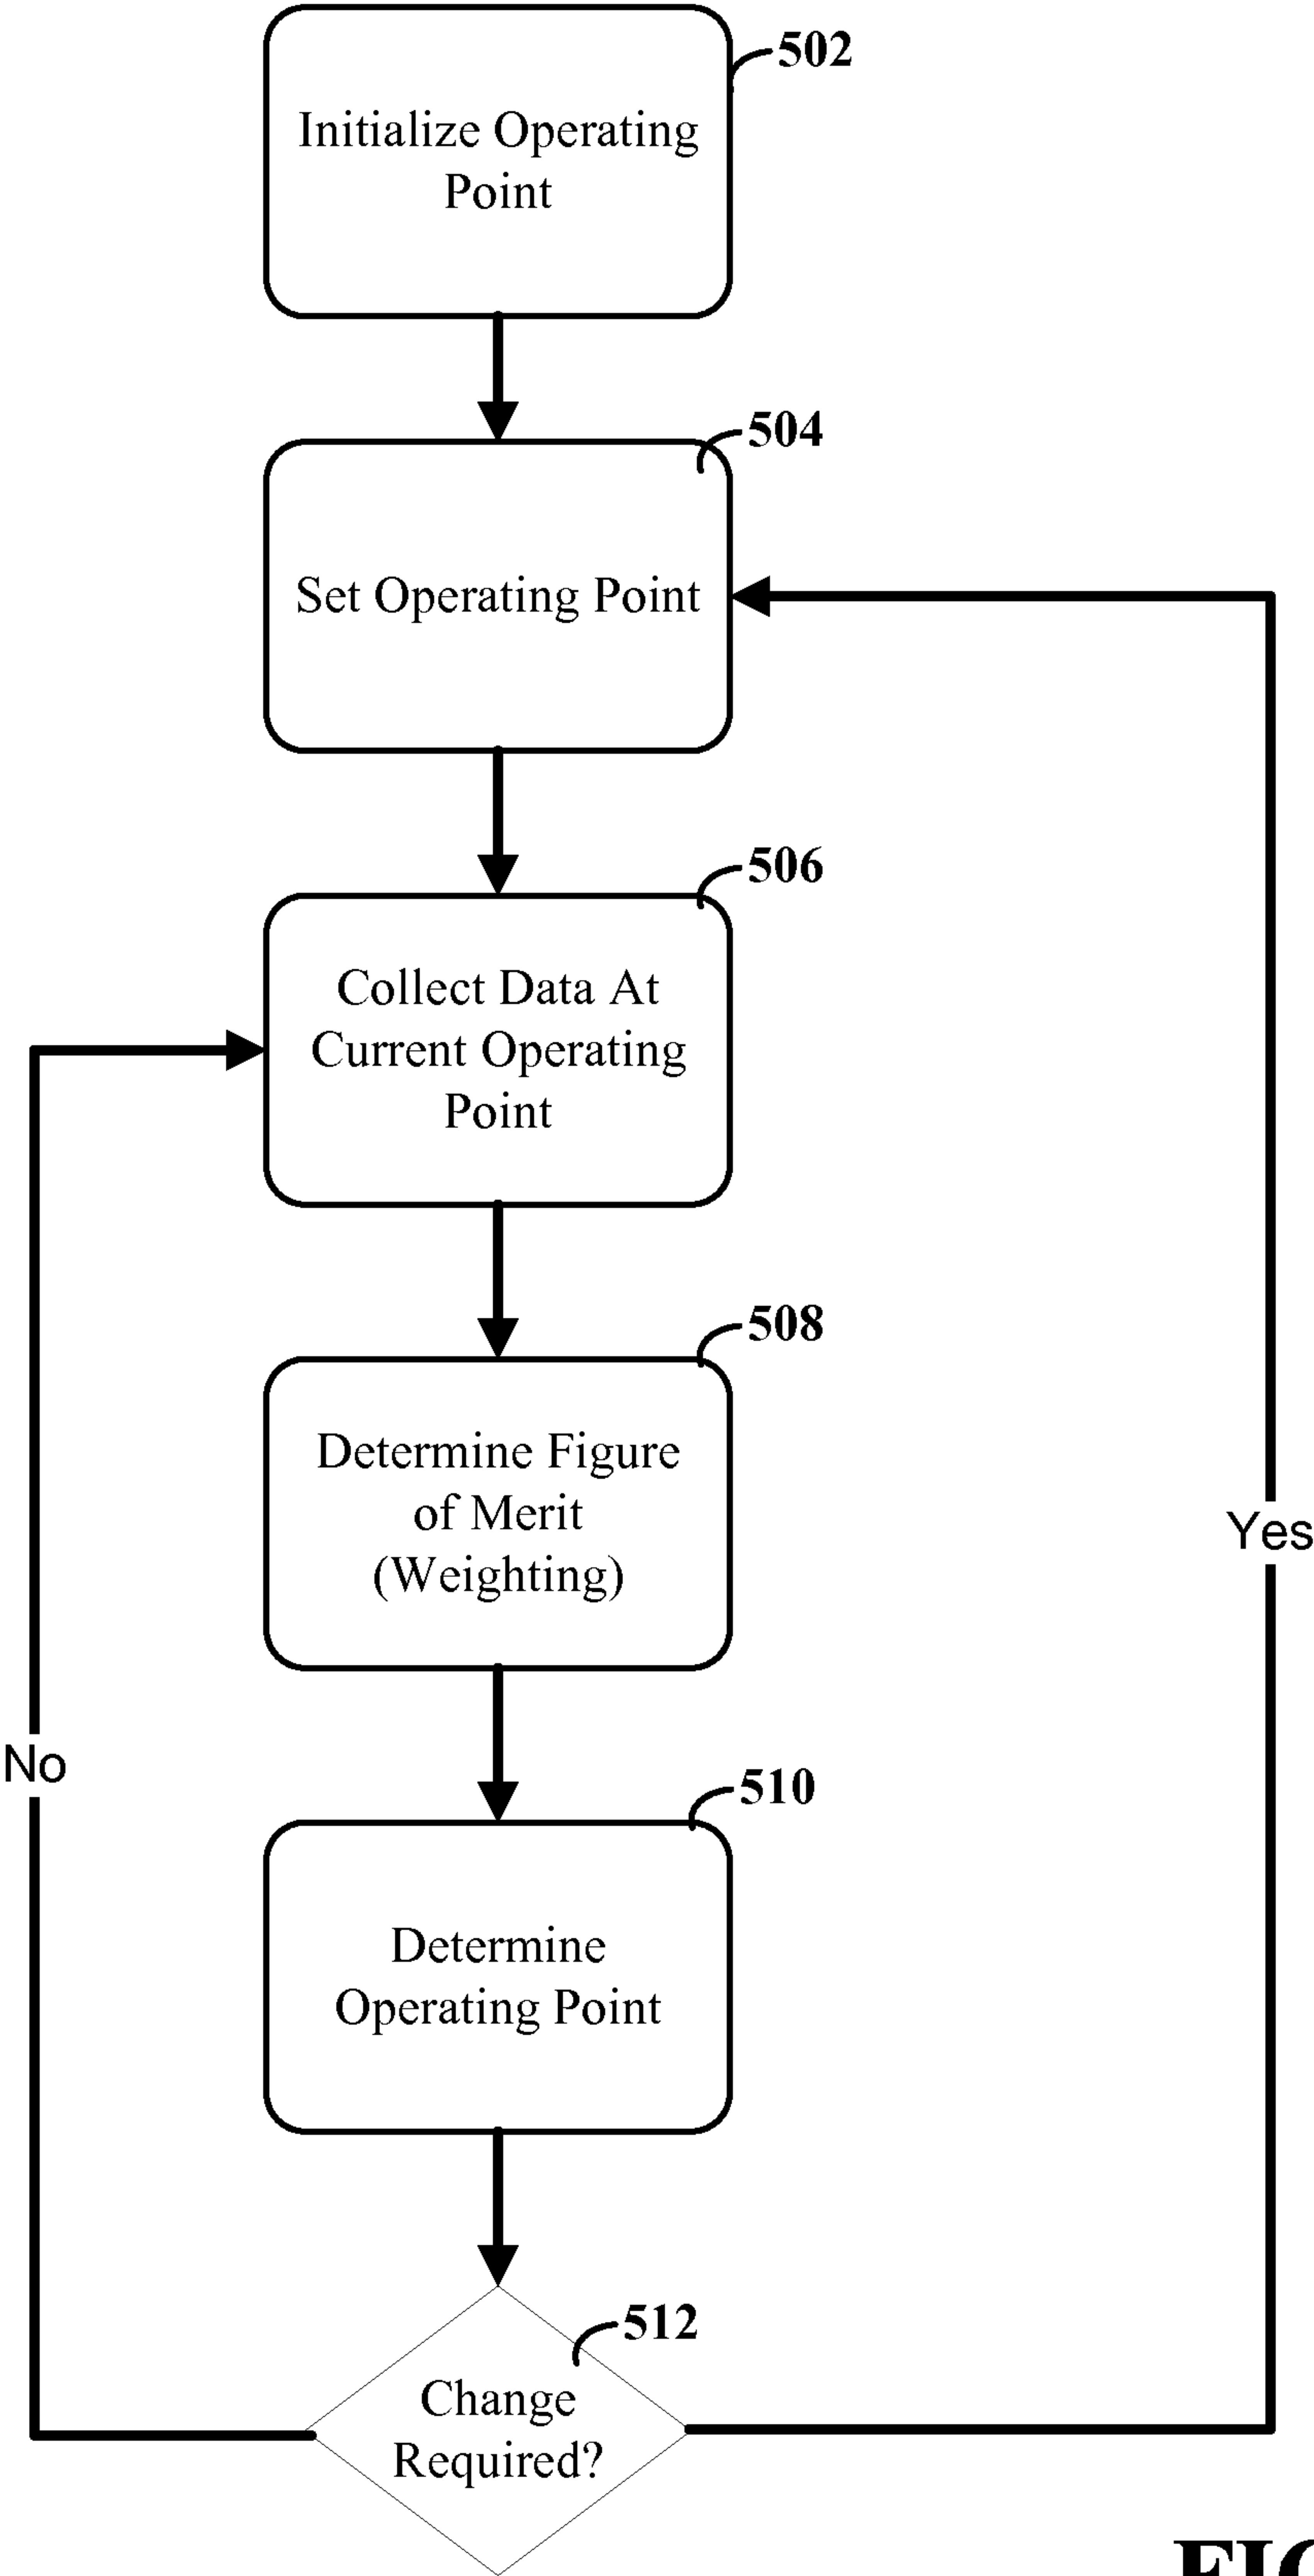 502
Initialize Operating
Point
504
Set Operating Point
506
Collect Data At
Current Operating
Point
508
Determine Figure
of Merit
(Weighting)
Yes
No
510
Determine
Operating Point
512
Change
Required?